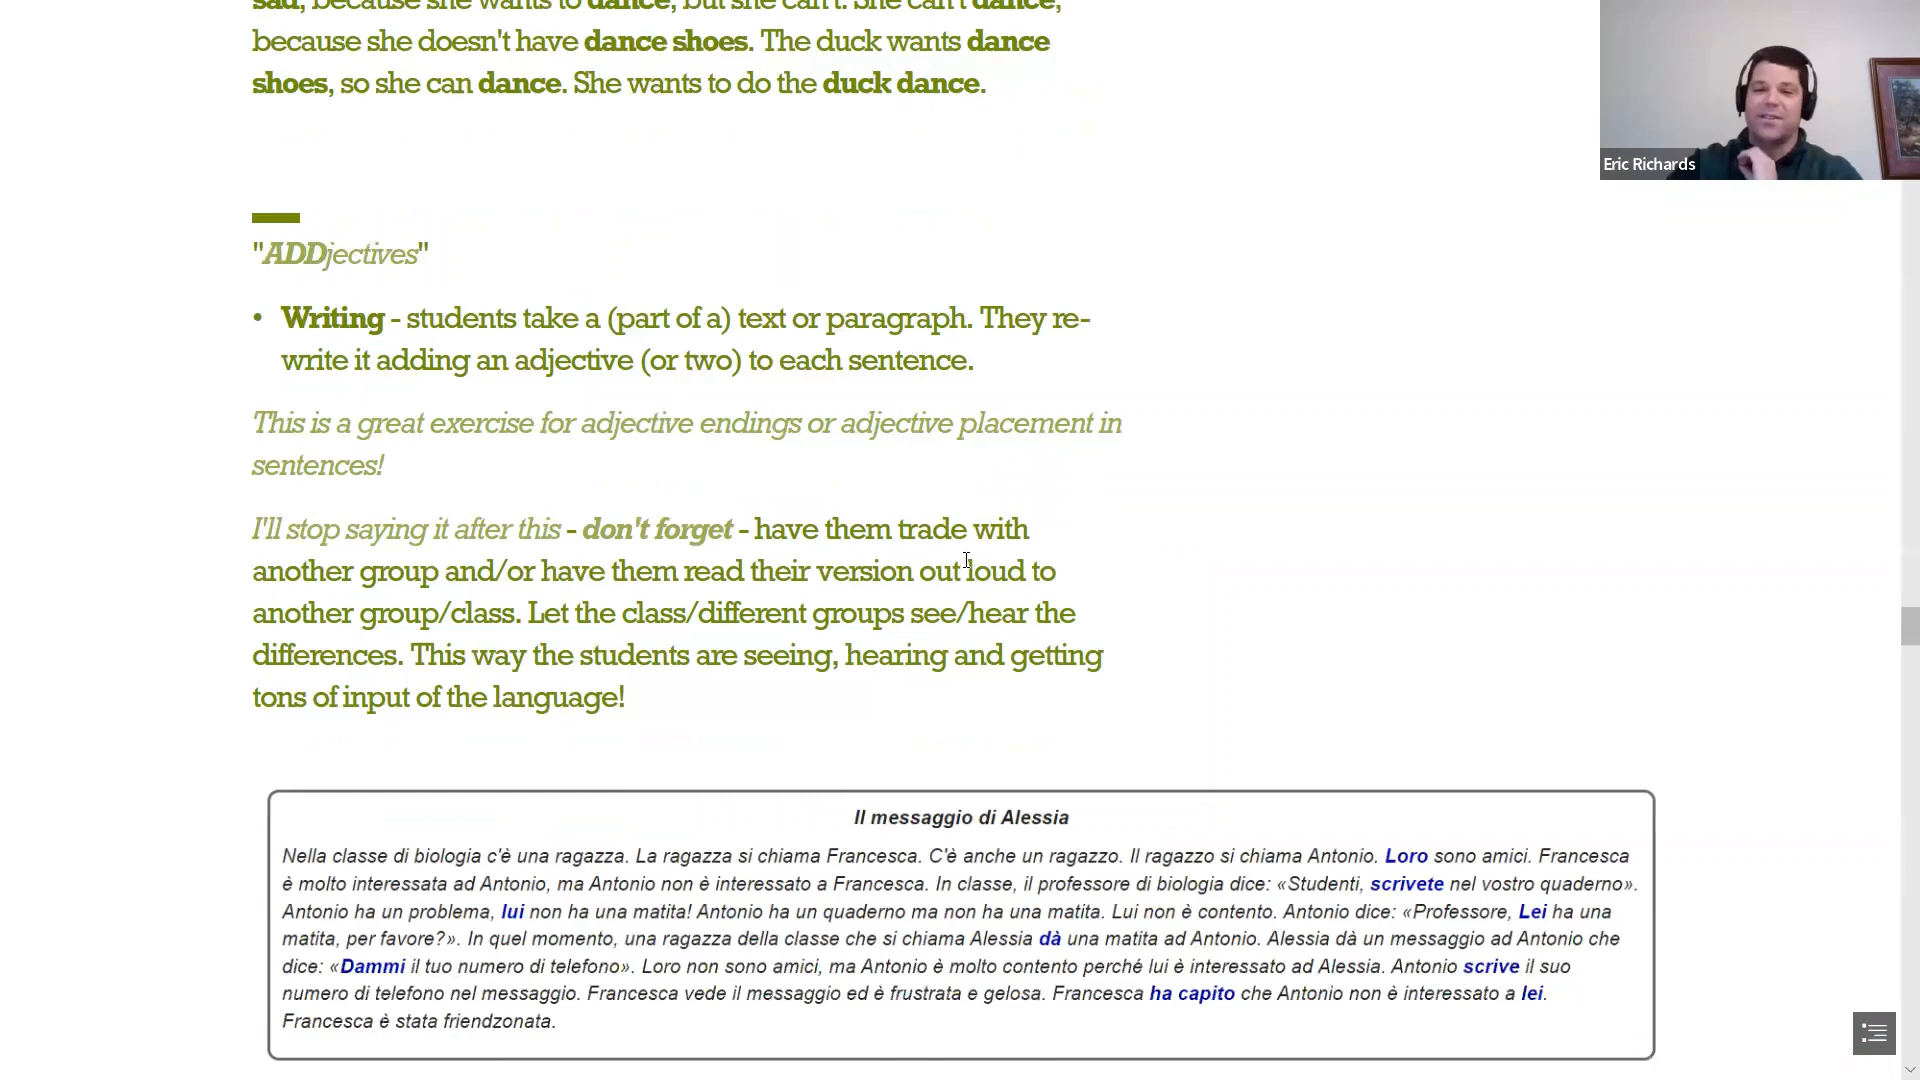 sad, because she wants to dance, but she can't. She can't dance,
because she doesn't have dance shoes. The duck wants dance
shoes, so she can dance. She wants to do the duck dance.
Eric Richards
"ADDjectives"
• Writing - students take a (part of a) text or paragraph. They re-
write it adding an adjective (or two) to each sentence.
This is a great exercise for adjective endings or adjective placement in
sentences!
I'll stop saying it after this - don't forget - have them trade with
another group and/or have them read their version out loud to
another group/class. Let the class/different groups see/hear the
differences. This way the students are seeing, hearing and getting
tons of input of the language!
Il messaggio di Alessia
Nella classe di biologia c'è una ragazza. La ragazza si chiama Francesca. C'è anche un ragazzo. Il ragazzo si chiama Antonio. Loro sono amici. Francesca
è molto interessata ad Antonio, ma Antonio non è interessato a Francesca. In classe, il professore di biologia dice: «Studenti, scrivete nel vostro quaderno».
Antonio ha un problema, lui non ha una matita! Antonio ha un quaderno ma non ha una matita. Lui non è contento. Antonio dice: «Professore, Lei ha una
matita, per favore?». In quel momento, una ragazza della classe che si chiama Alessia dà una matita ad Antonio. Alessia dà un messaggio ad Antonio che
dice: «Dammi il tuo numero di telefono». Loro non sono amici, ma Antonio è molto contento perché lui è interessato ad Alessia. Antonio scrive il suo
numero di telefono nel messaggio. Francesca vede il messaggio ed è frustrata e gelosa. Francesca ha capito che Antonio non è interessato a lei.
Francesca è stata friendzonata.